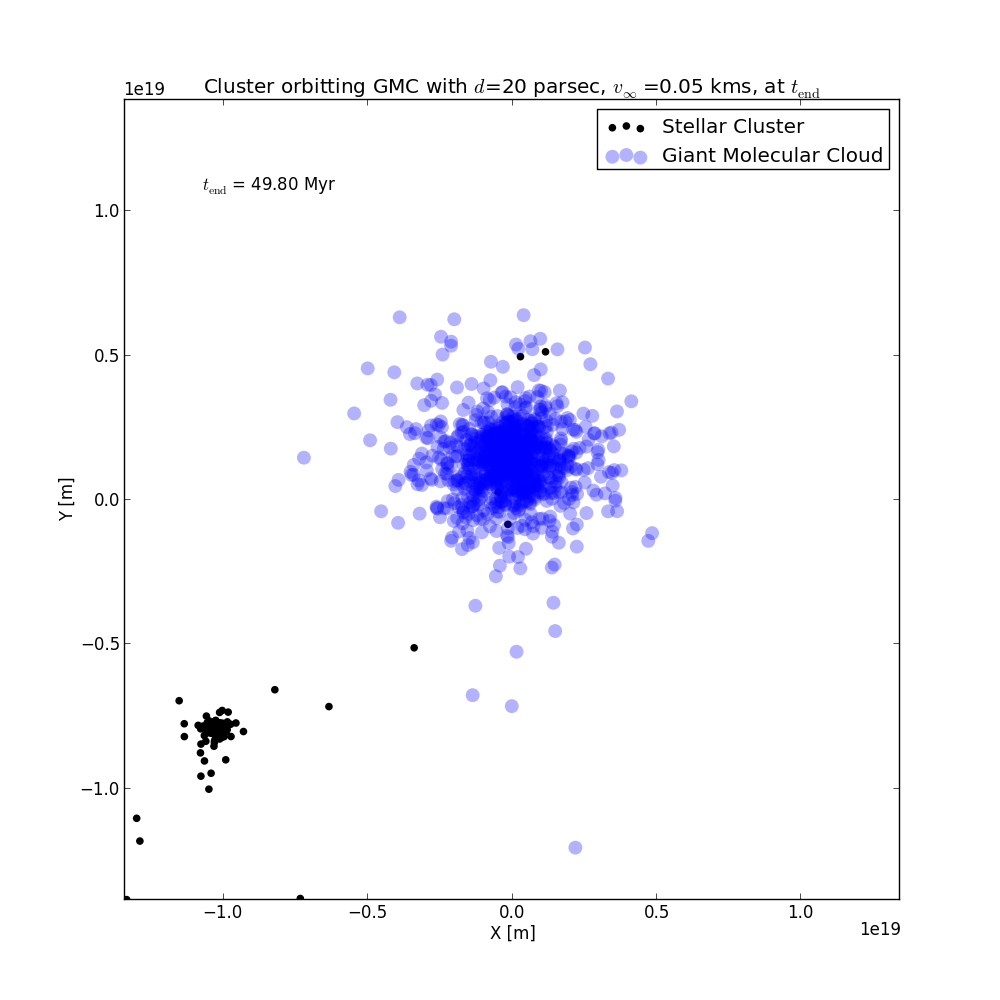 1e19 Cluster orbitting GMC with d=20 parsec, v∞ =0.05 kms, at t_end
Stellar Cluster
Giant Molecular Cloud
t_end = 49.80 Myr
1.0
0.5
0.0
−0.5
−1.0
Y [m]
−1.0 −0.5 0.0 0.5 1.0
X [m]
1e19